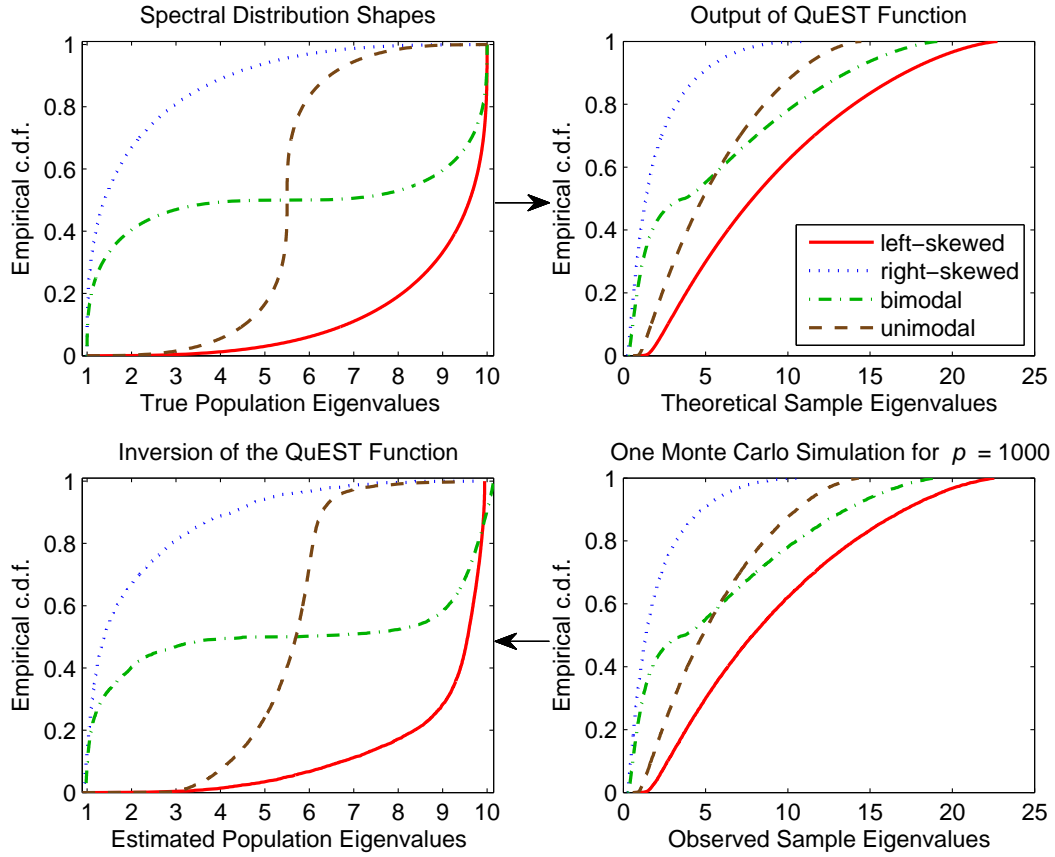 Spectral Distribution Shapes
Empirical c.d.f.
1
0.8
0.6
0.4
0.2
0
1 2 3 4 5 6 7 8 9 10
True Population Eigenvalues
Output of QuEST Function
Empirical c.d.f.
1
0.8
0.6
0.4
0.2
0
left−skewed
right−skewed
bimodal
unimodal
0 5 10 15 20 25
Theoretical Sample Eigenvalues
Inversion of the QuEST Function
Empirical c.d.f.
1
0.8
0.6
0.4
0.2
0
1 2 3 4 5 6 7 8 9 10
Estimated Population Eigenvalues
One Monte Carlo Simulation for p = 1000
Empirical c.d.f.
1
0.8
0.6
0.4
0.2
0
0 5 10 15 20 25
Observed Sample Eigenvalues